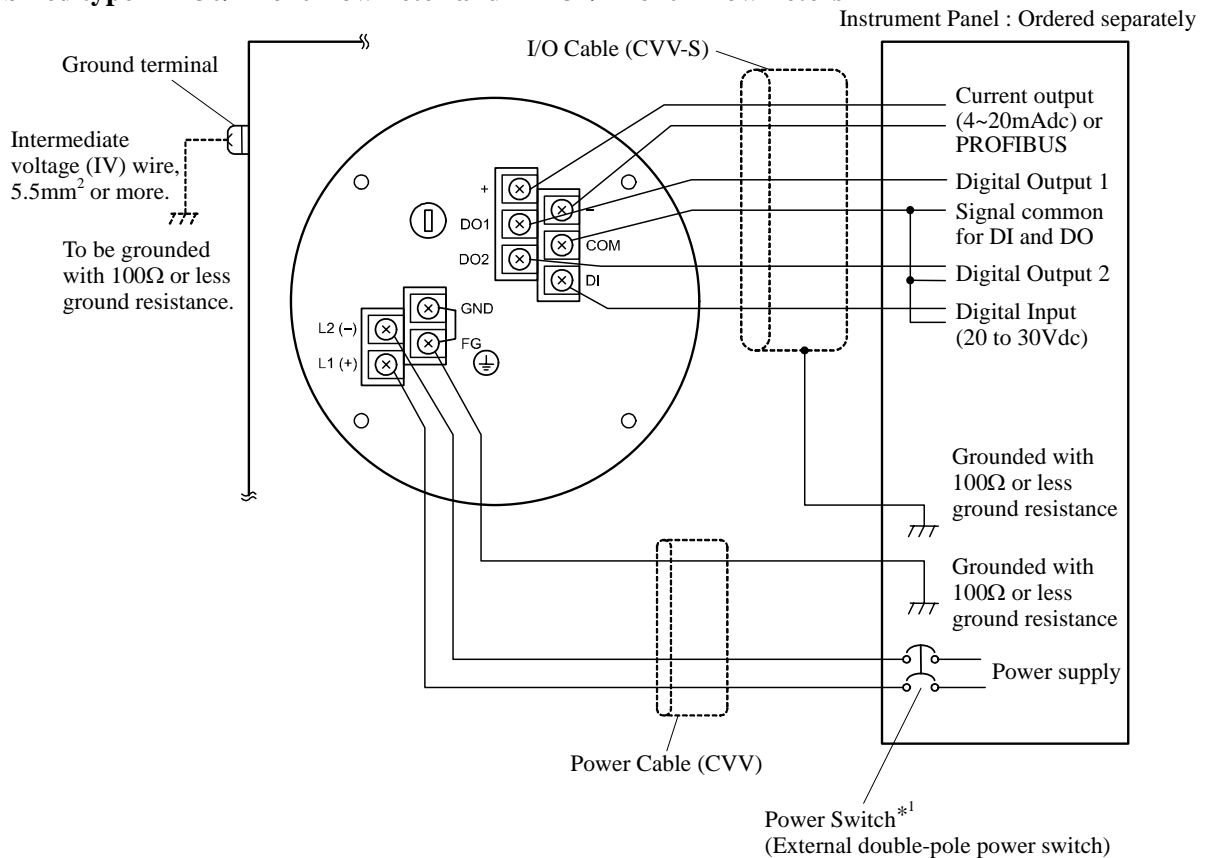 Instrument Panel : Ordered separately
I/O Cable (CVV-S)
Ground terminal
Intermediate
voltage (IV) wire,
5.5mm² or more.
To be grounded
with 100Ω or less
ground resistance.
+
DO1
DO2
–
COM
DI
GND
FG
L2 (–)
L1 (+)
Current output
(4~20mAdc) or
PROFIBUS
Digital Output 1
Signal common
for DI and DO
Digital Output 2
Digital Input
(20 to 30Vdc)
Grounded with
100Ω or less
ground resistance
Grounded with
100Ω or less
ground resistance
Power supply
Power Cable (CVV)
Power Switch*¹
(External double-pole power switch)